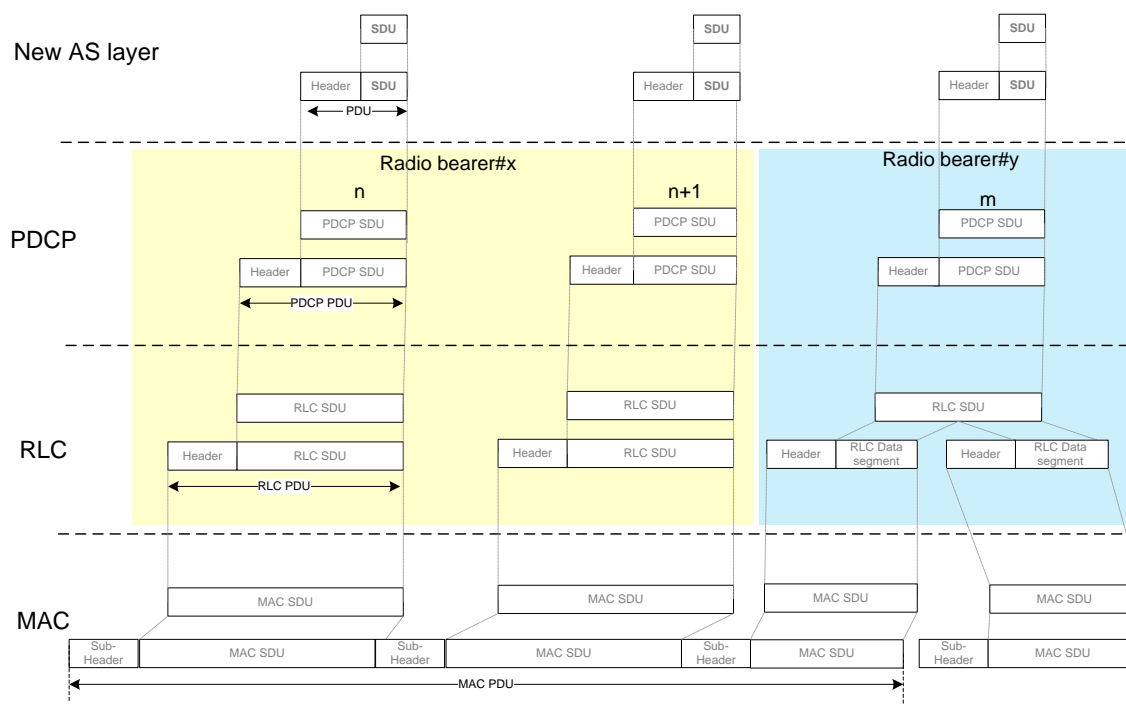 SDU SDU SDU
New AS layer
Header SDU Header SDU Header SDU
PDU
Radio bearer#x Radio bearer#y
n n+1 m
PDCP SDU PDCP SDU PDCP SDU
PDCP
Header PDCP SDU Header PDCP SDU Header PDCP SDU
PDCP PDU
RLC SDU RLC SDU RLC SDU
RLC
Header RLC SDU Header RLC SDU Header RLC Data segment Header RLC Data segment
RLC PDU
MAC SDU MAC SDU MAC SDU MAC SDU
MAC
Sub-Header MAC SDU Sub-Header MAC SDU Sub-Header MAC SDU Sub-Header MAC SDU
MAC PDU